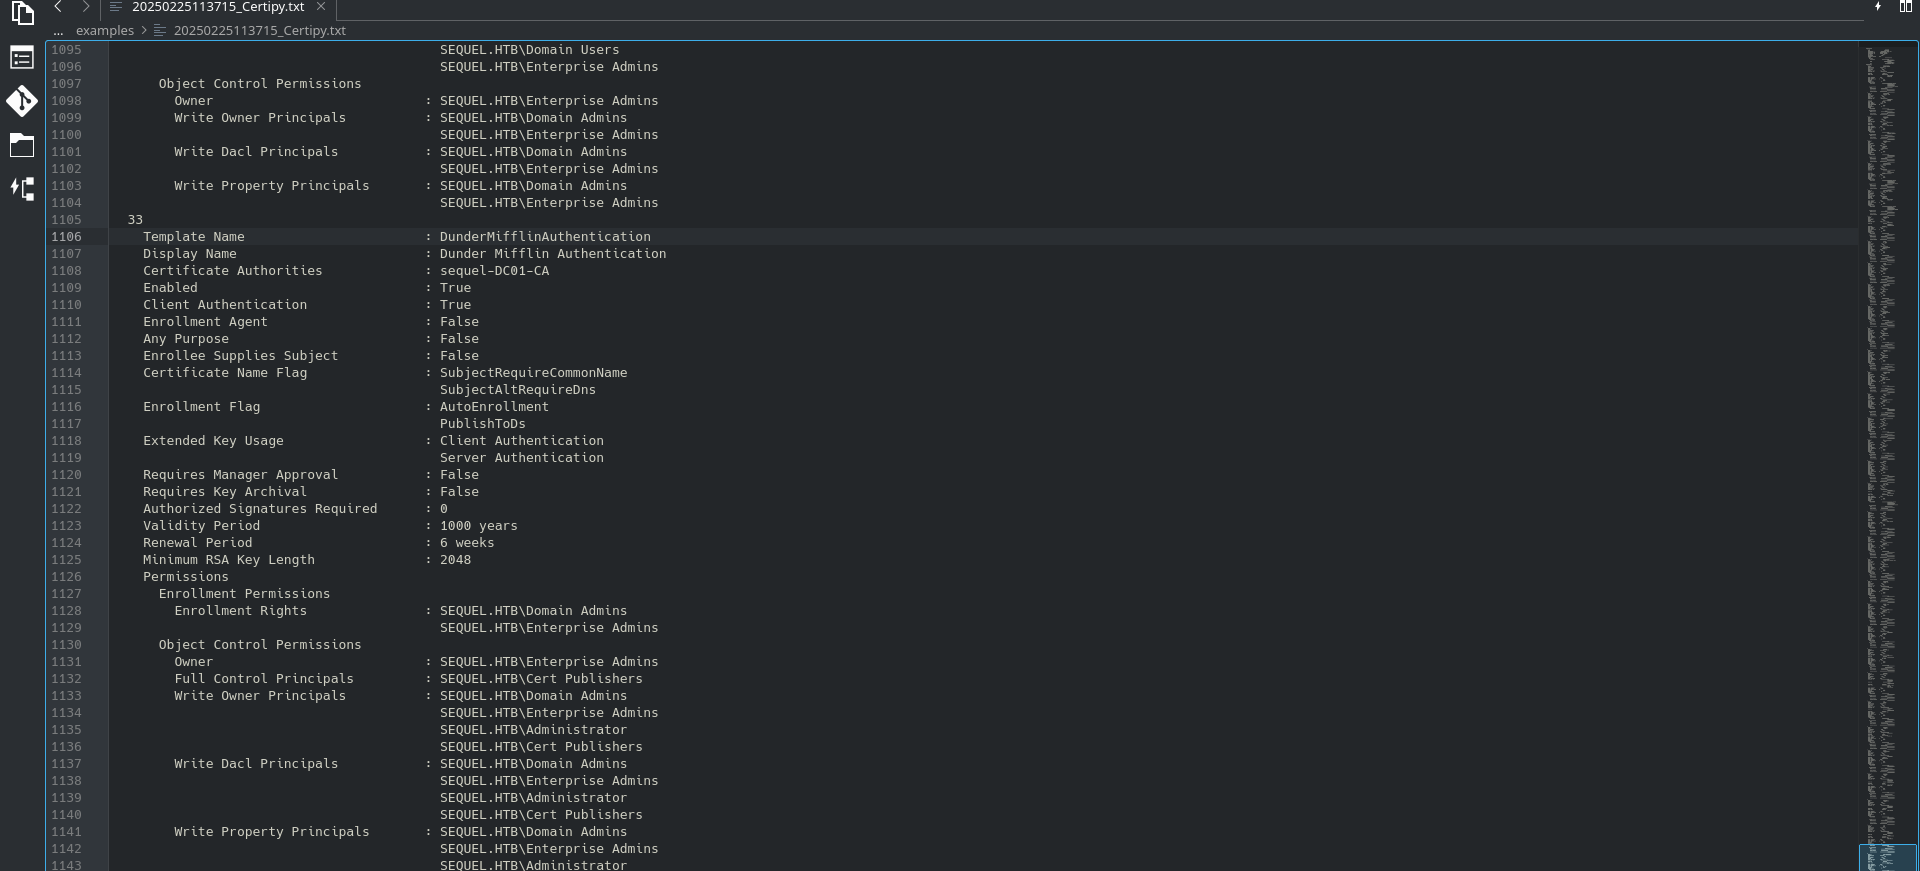 20250225113715_Certipy.txt
... examples > 20250225113715_Certipy.txt
1095 SEQUEL.HTB\Domain Users
1096 SEQUEL.HTB\Enterprise Admins
1097 Object Control Permissions
1098 Owner : SEQUEL.HTB\Enterprise Admins
1099 Write Owner Principals : SEQUEL.HTB\Domain Admins
1100 SEQUEL.HTB\Enterprise Admins
1101 Write Dacl Principals : SEQUEL.HTB\Domain Admins
1102 SEQUEL.HTB\Enterprise Admins
1103 Write Property Principals : SEQUEL.HTB\Domain Admins
1104 SEQUEL.HTB\Enterprise Admins
1105 33
1106 Template Name : DunderMifflinAuthentication
1107 Display Name : Dunder Mifflin Authentication
1108 Certificate Authorities : sequel-DC01-CA
1109 Enabled : True
1110 Client Authentication : True
1111 Enrollment Agent : False
1112 Any Purpose : False
1113 Enrollee Supplies Subject : False
1114 Certificate Name Flag : SubjectRequireCommonName
1115 SubjectAltRequireDns
1116 Enrollment Flag : AutoEnrollment
1117 PublishToDs
1118 Extended Key Usage : Client Authentication
1119 Server Authentication
1120 Requires Manager Approval : False
1121 Requires Key Archival : False
1122 Authorized Signatures Required : 0
1123 Validity Period : 1000 years
1124 Renewal Period : 6 weeks
1125 Minimum RSA Key Length : 2048
1126 Permissions
1127 Enrollment Permissions
1128 Enrollment Rights : SEQUEL.HTB\Domain Admins
1129 SEQUEL.HTB\Enterprise Admins
1130 Object Control Permissions
1131 Owner : SEQUEL.HTB\Enterprise Admins
1132 Full Control Principals : SEQUEL.HTB\Cert Publishers
1133 Write Owner Principals : SEQUEL.HTB\Domain Admins
1134 SEQUEL.HTB\Enterprise Admins
1135 SEQUEL.HTB\Administrator
1136 SEQUEL.HTB\Cert Publishers
1137 Write Dacl Principals : SEQUEL.HTB\Domain Admins
1138 SEQUEL.HTB\Enterprise Admins
1139 SEQUEL.HTB\Administrator
1140 SEQUEL.HTB\Cert Publishers
1141 Write Property Principals : SEQUEL.HTB\Domain Admins
1142 SEQUEL.HTB\Enterprise Admins
1143 SEQUEL.HTB\Administrator